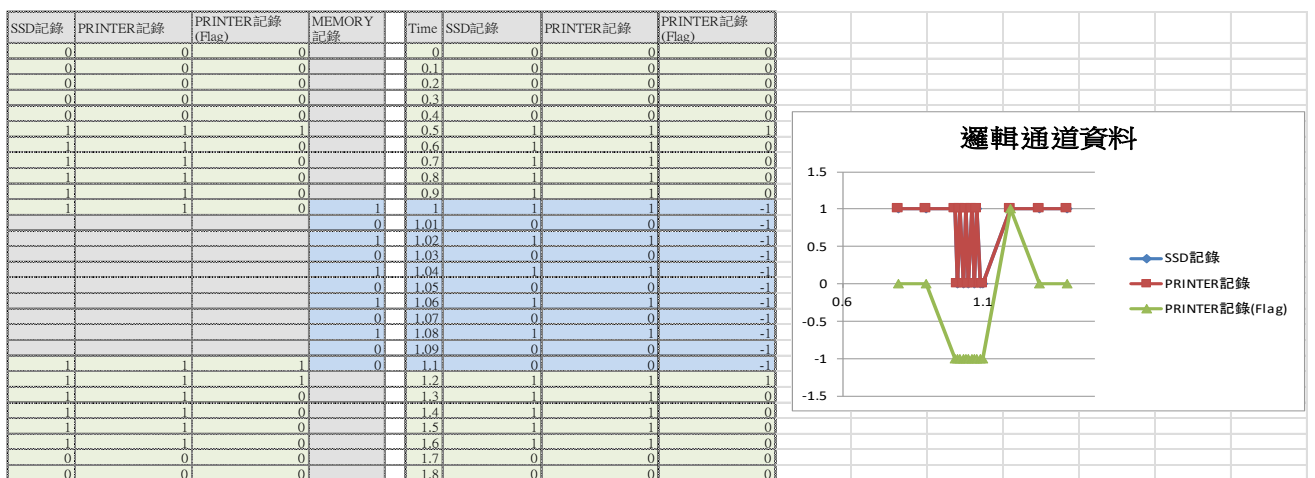 SSD記錄 PRINTER記錄 PRINTER記錄(Flag) MEMORY記錄 Time SSD記錄 PRINTER記錄 PRINTER記錄(Flag)
0 0 0 0 0 0 0
0 0 0 0.1 0 0 0
0 0 0 0.2 0 0 0
0 0 0 0.3 0 0 0
0 0 0 0.4 0 0 0
1 1 1 0.5 1 1 1
1 1 0 0.6 1 1 0
1 1 0 0.7 1 1 0
1 1 0 0.8 1 1 0
1 1 0 0.9 1 1 0
1 1 0 1 1 1 1 -1
0 1.01 0 0 -1
1 1.02 1 1 -1
0 1.03 0 0 -1
1 1.04 1 1 -1
0 1.05 0 0 -1
1 1.06 1 1 -1
0 1.07 0 0 -1
1 1.08 1 1 -1
0 1.09 0 0 -1
1 1 1 0 1.1 0 0 -1
1 1 1 1.2 1 1 1
1 1 0 1.3 1 1 0
1 1 0 1.4 1 1 0
1 1 0 1.5 1 1 0
1 1 0 1.6 1 1 0
0 0 0 1.7 0 0 0
0 0 0 1.8 0 0 0
邏輯通道資料
1.5
1
0.5
0
-0.5
-1
-1.5
0.6 1.1
SSD記錄
PRINTER記錄
PRINTER記錄(Flag)